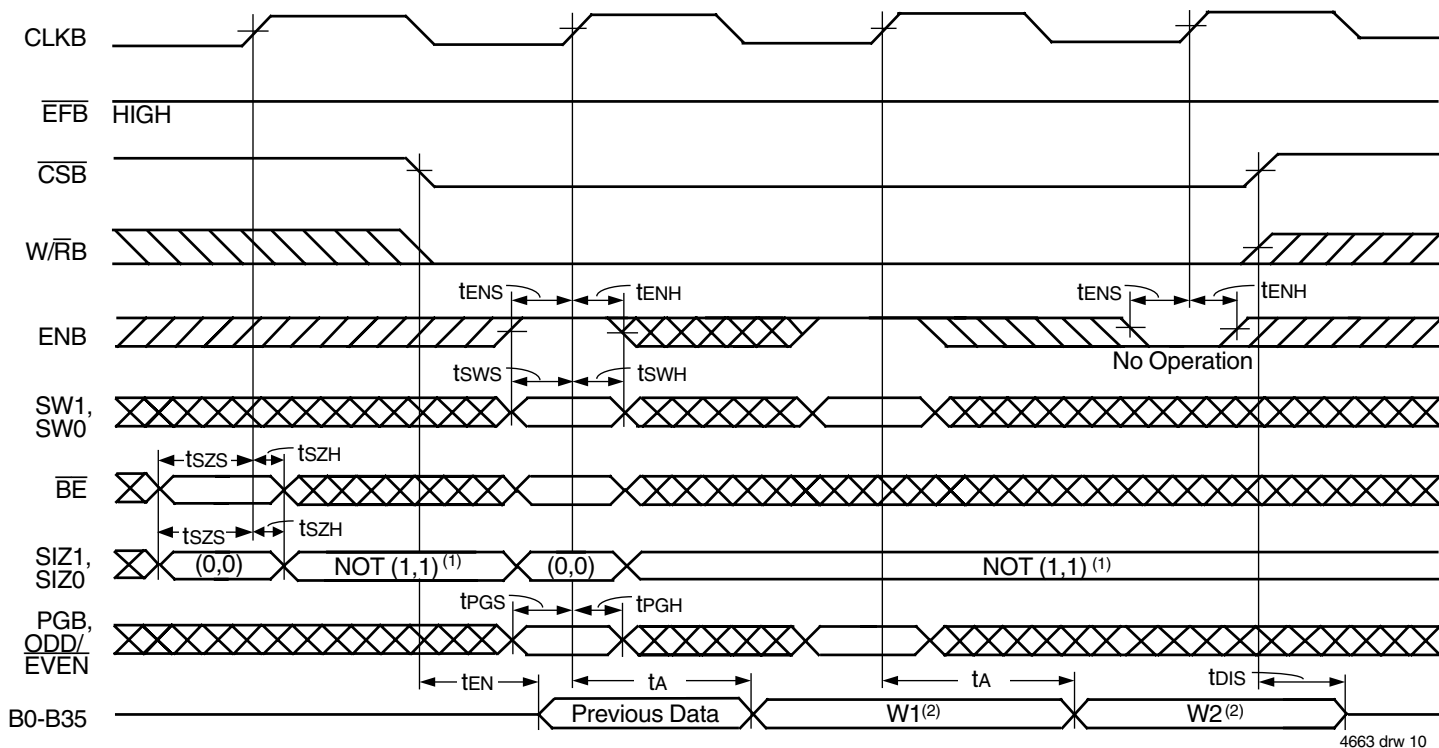 CLKB
EFB HIGH
CSB
W/RB
tENS tENH tENS tENH
ENB
No Operation
tSWS tSWH
SW1,
SW0
tSZS tSZH
BE
tSZS tSZH
SIZ1,
SIZ0
(0,0) NOT (1,1) (1) (0,0) NOT (1,1) (1)
tPGS tPGH
PGB,
ODD/
EVEN
tEN tA tA tDIS
B0-B35 Previous Data W1(2) W2(2)
4663 drw 10